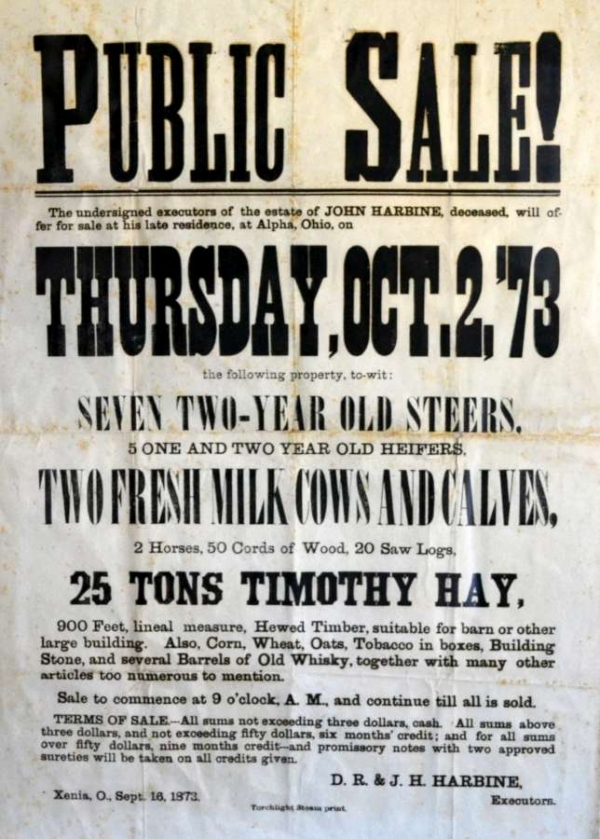 PUBLIC SALE!
The undersigned executors of the estate of JOHN HARBINE, deceased, will of-
fer for sale at his late residence, at Alpha, Ohio, on
THURSDAY, OCT. 2, '73
the following property, to-wit:
SEVEN TWO-YEAR OLD STEERS,
5 ONE AND TWO YEAR OLD HEIFERS,
TWO FRESH MILK COWS AND CALVES,
2 Horses, 50 Cords of Wood, 20 Saw Logs,
25 TONS TIMOTHY HAY,
900 Feet, lineal measure, Hewed Timber, suitable for barn or other
large building. Also, Corn, Wheat, Oats, Tobacco in boxes, Building
Stone, and several Barrels of Old Whisky, together with many other
articles too numerous to mention.
Sale to commence at 9 o'clock, A. M., and continue till all is sold.
TERMS OF SALE.—All sums not exceeding three dollars, cash. All sums above
three dollars, and not exceeding fifty dollars, six months' credit; and for all sums
over fifty dollars, nine months credit—and promissory notes with two approved
sureties will be taken on all credits given.
D. R. & J. H. HARBINE,
Executors.
Xenia, O., Sept. 16, 1873.
Torchlight Steam print.